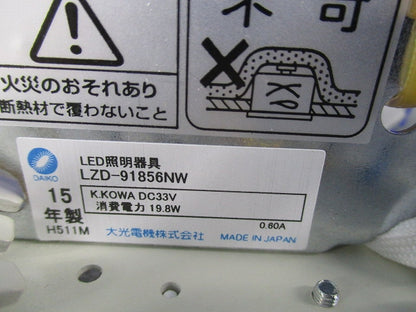 不 可
火災のおそれあり
断熱材で覆わないこと
DAIKO
LED照明器具
LZD-91856NW
15
年製
H511M
K.KOWA DC33V
消費電力 19.8W
0.60A
大光電機株式会社 MADE IN JAPAN